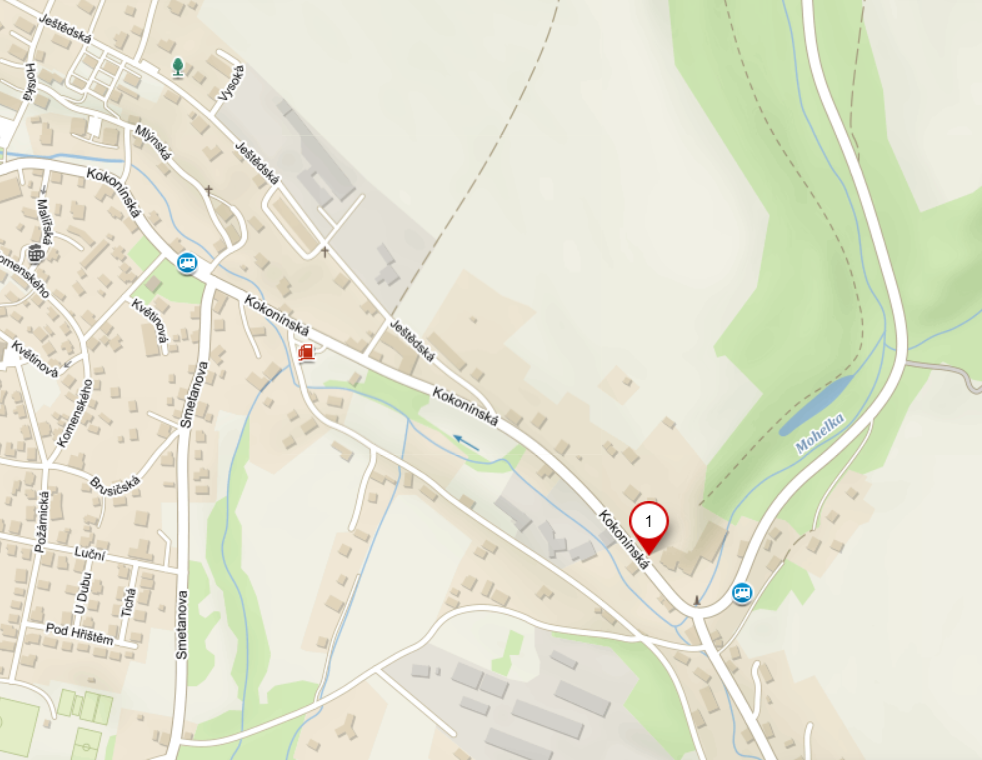 Ještědská
Horská
Vysoká
Mlýnská
Ještědská
Kokonínská
Malířská
omenského
Květinová
Kokonínská
Květinová
Ještědská
Komenského
Smetanova
Kokonínská
Mohelka
Brusičská
Požárnická
1
Kokonínská
Luční
U Dubu
Tichá
Smetanova
Pod Hřištěm